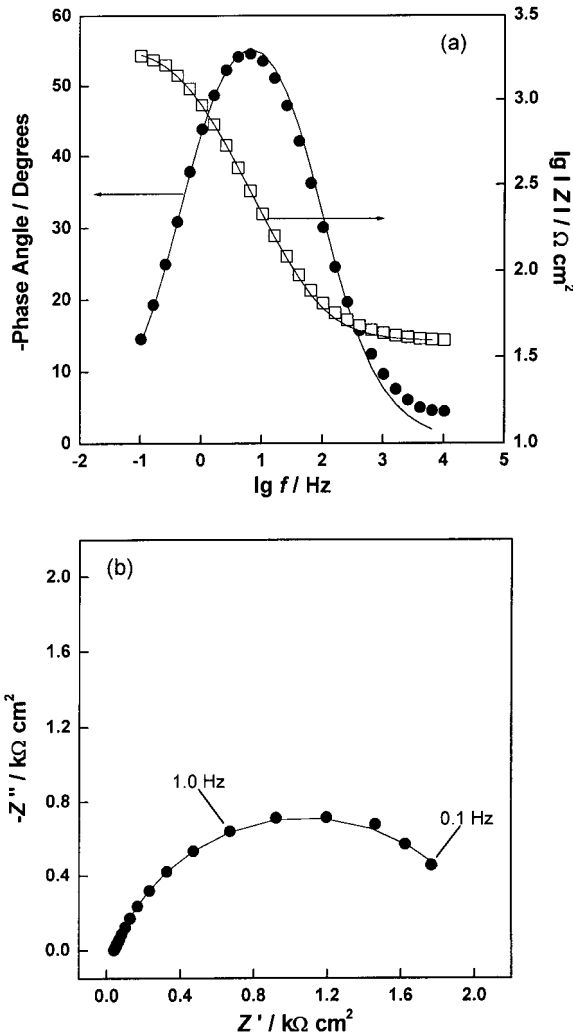 (a)
-Phase Angle / Degrees
60
50
40
30
20
10
0
lg | Z | / Ω cm²
3.5
3.0
2.5
2.0
1.5
1.0
-1 0 1 2 3 4 5
lg f / Hz
(b)
-Z '' / kΩ cm²
2.0
1.6
1.2
0.8
0.4
0.0
1.0 Hz
0.1 Hz
0.0 0.4 0.8 1.2 1.6 2.0
Z ' / kΩ cm²